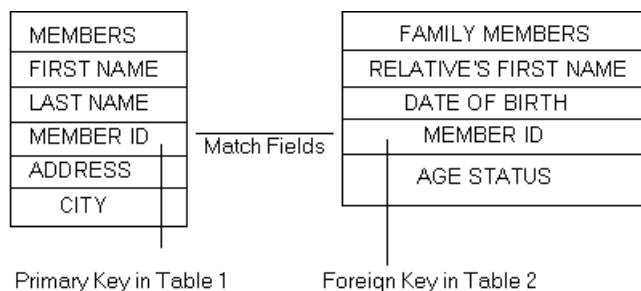 MEMBERS
FIRST NAME
LAST NAME
MEMBER ID
ADDRESS
CITY
Match Fields
FAMILY MEMBERS
RELATIVE'S FIRST NAME
DATE OF BIRTH
MEMBER ID
AGE STATUS
Primary Key in Table 1
Foreign Key in Table 2